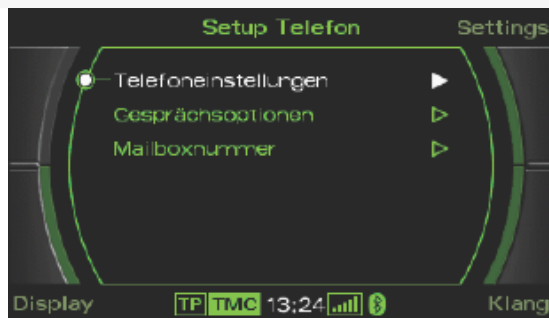 Setup Telefon
Settings
Telefoneinstellungen
Gesprächsoptionen
Mailboxnummer
Display
TP TMC 13:24
Klang